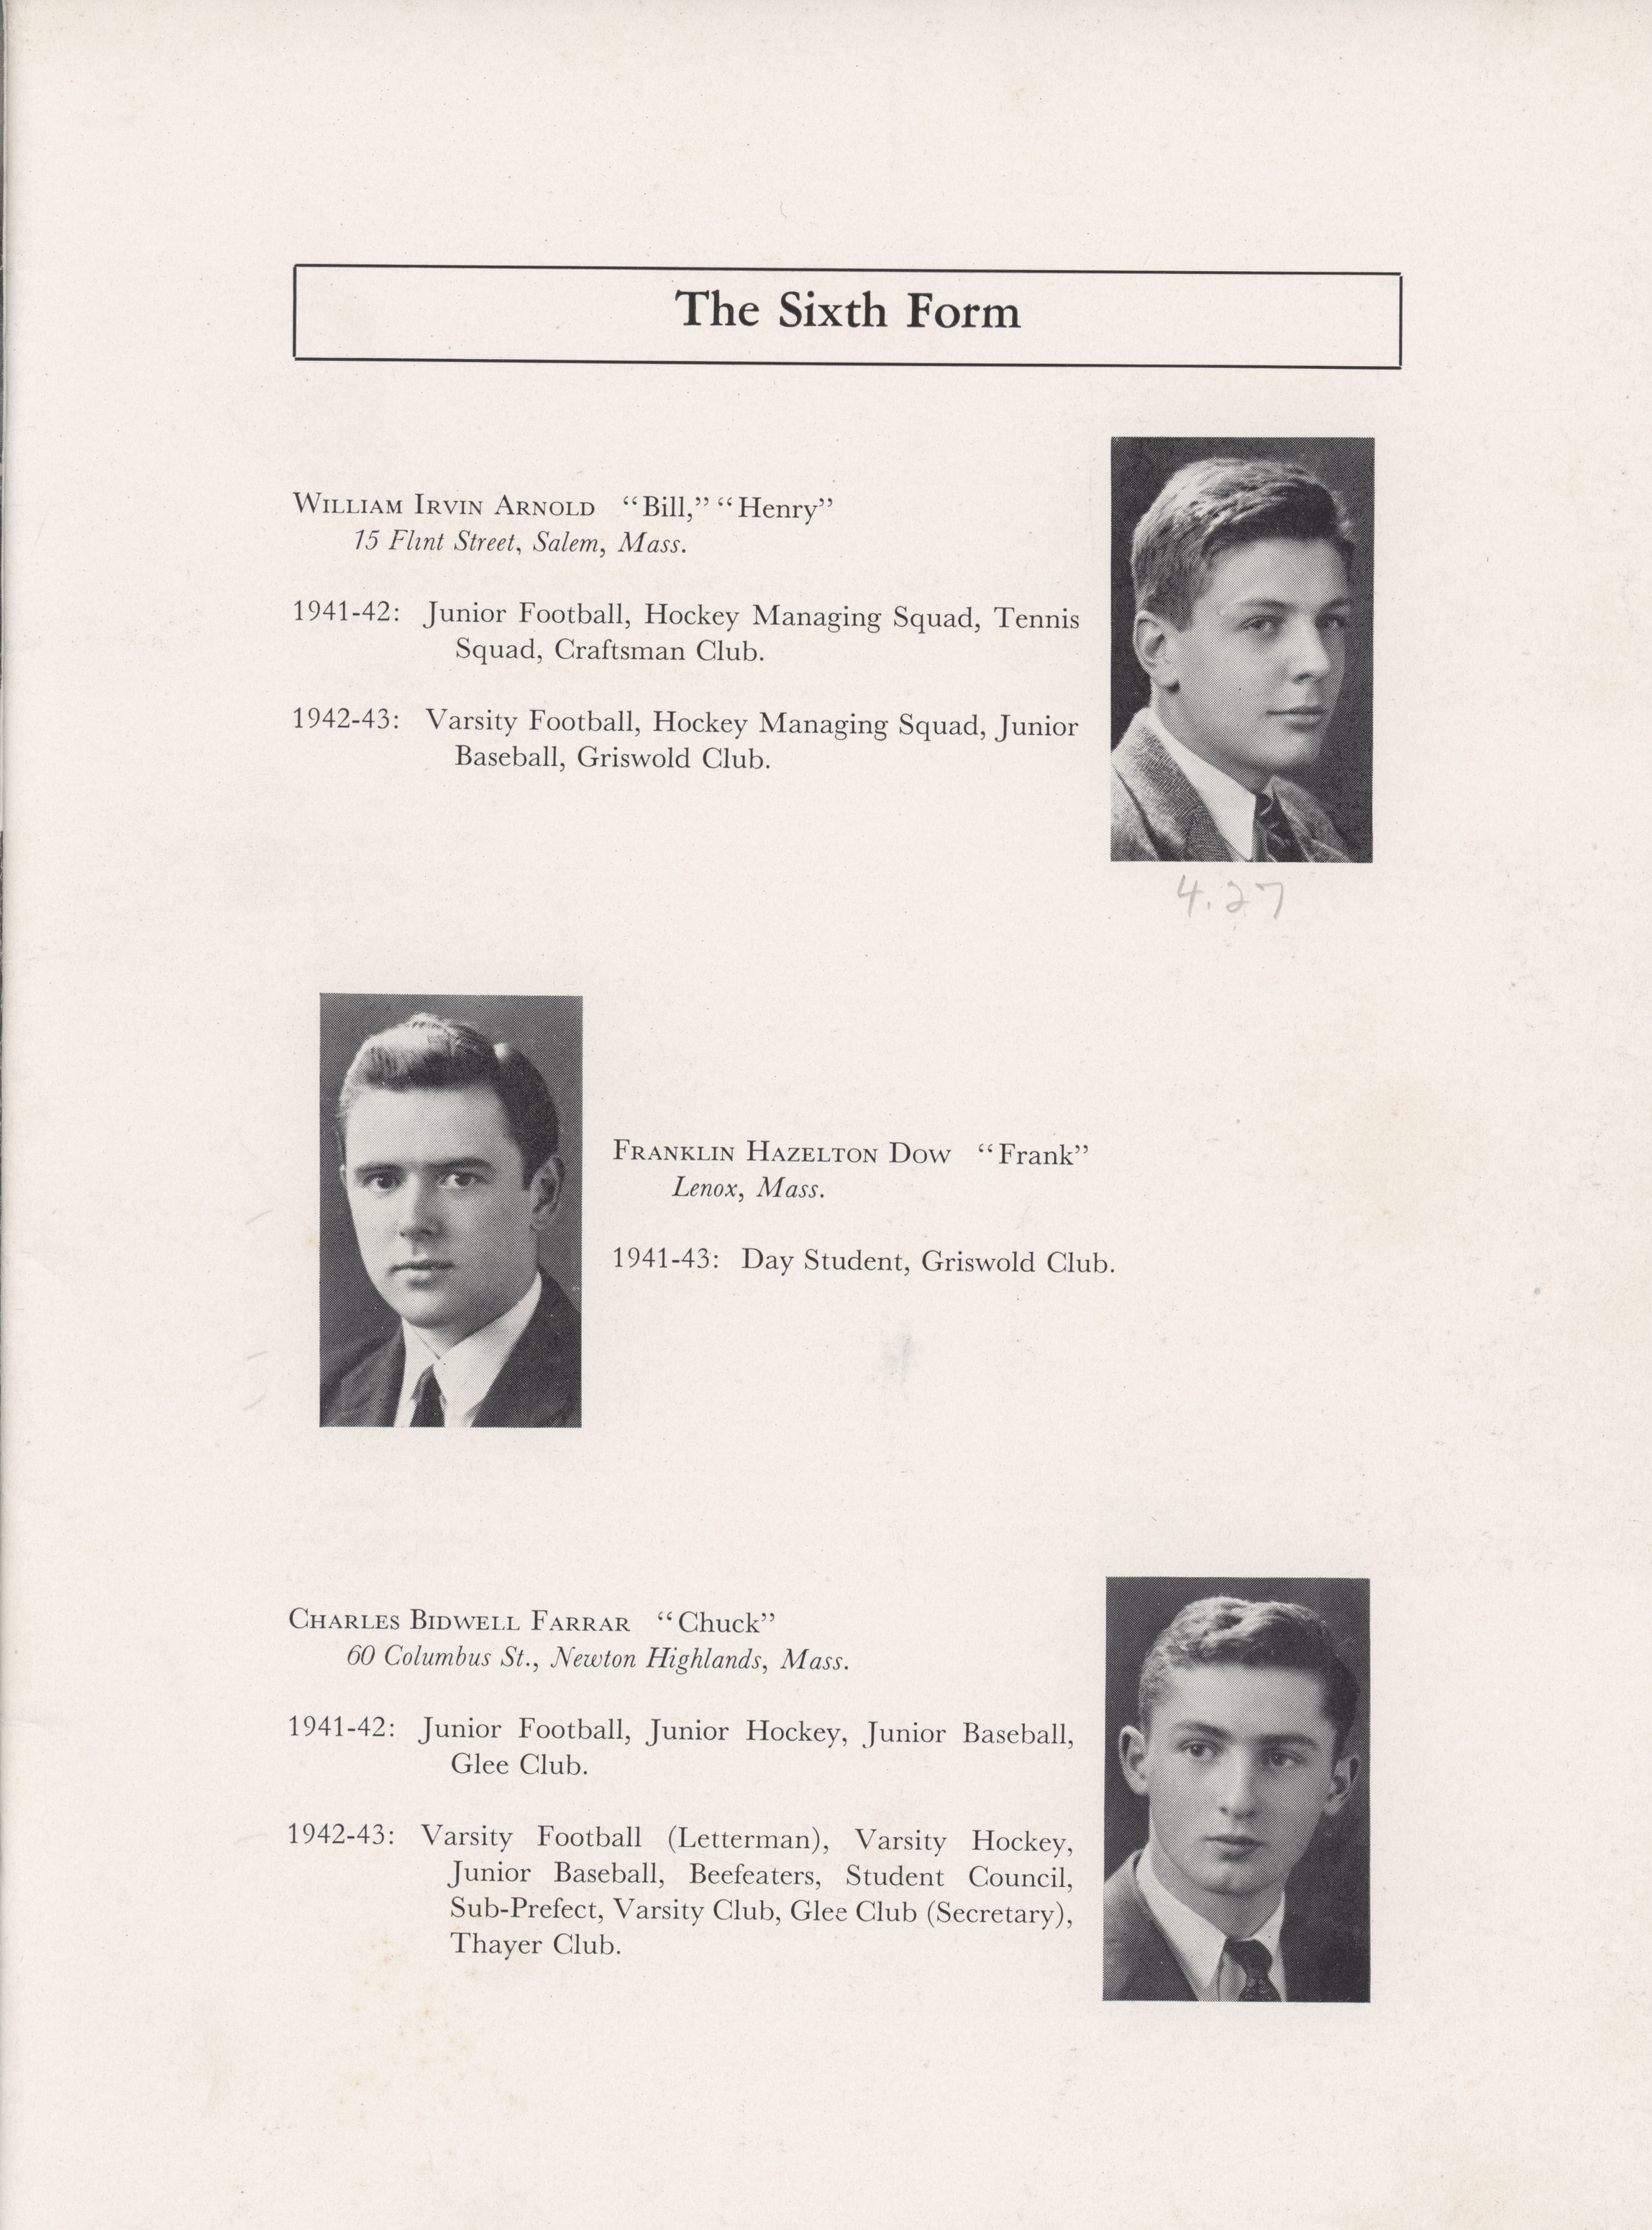 The Sixth Form
William Irvin Arnold “Bill,” “Henry”
15 Flint Street, Salem, Mass.
1941-42: Junior Football, Hockey Managing Squad, Tennis
Squad, Craftsman Club.
1942-43: Varsity Football, Hockey Managing Squad, Junior
Baseball, Griswold Club.
4.27
Franklin Hazelton Dow “Frank”
Lenox, Mass.
1941-43: Day Student, Griswold Club.
Charles Bidwell Farrar “Chuck”
60 Columbus St., Newton Highlands, Mass.
1941-42: Junior Football, Junior Hockey, Junior Baseball,
Glee Club.
1942-43: Varsity Football (Letterman), Varsity Hockey,
Junior Baseball, Beefeaters, Student Council,
Sub-Prefect, Varsity Club, Glee Club (Secretary),
Thayer Club.